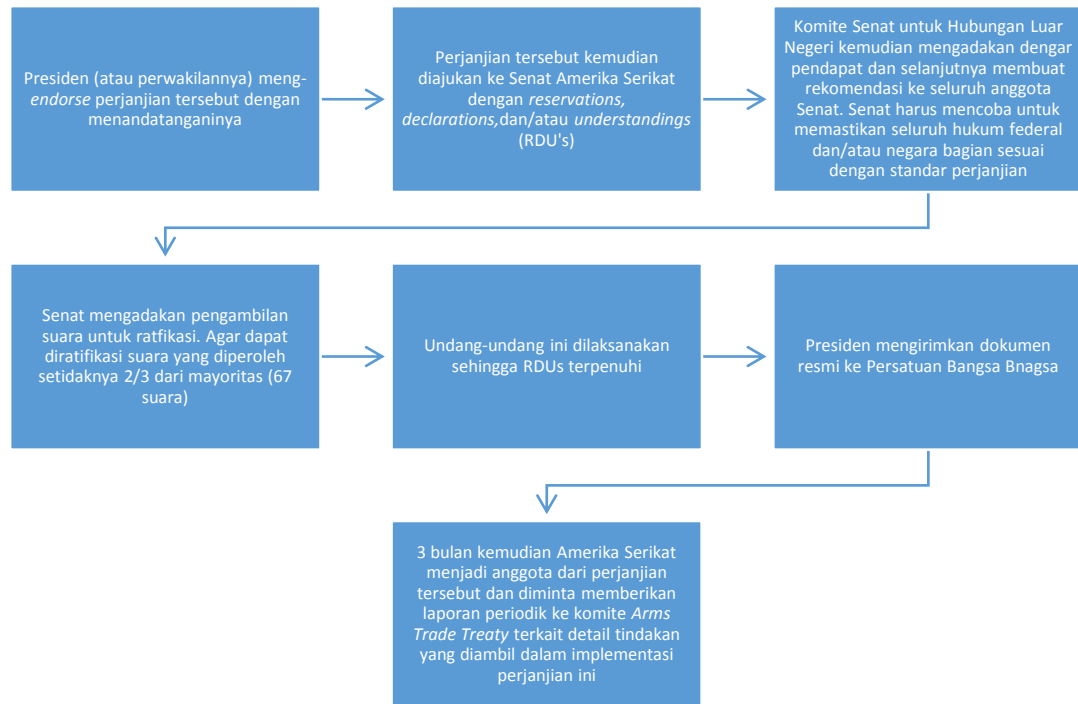 Presiden (atau perwakilannya) meng-
endorse perjanjian tersebut dengan
menandatanganinya
Perjanjian tersebut kemudian
diajukan ke Senat Amerika Serikat
dengan reservations,
declarations,dan/atau understandings
(RDU's)
Komite Senat untuk Hubungan Luar
Negeri kemudian mengadakan dengar
pendapat dan selanjutnya membuat
rekomendasi ke seluruh anggota
Senat. Senat harus mencoba untuk
memastikan seluruh hukum federal
dan/atau negara bagian sesuai
dengan standar perjanjian
Senat mengadakan pengambilan
suara untuk ratfikasi. Agar dapat
diratifikasi suara yang diperoleh
setidaknya 2/3 dari mayoritas (67
suara)
Undang-undang ini dilaksanakan
sehingga RDUs terpenuhi
Presiden mengirimkan dokumen
resmi ke Persatuan Bangsa Bnagsa
3 bulan kemudian Amerika Serikat
menjadi anggota dari perjanjian
tersebut dan diminta memberikan
laporan periodik ke komite Arms
Trade Treaty terkait detail tindakan
yang diambil dalam implementasi
perjanjian ini